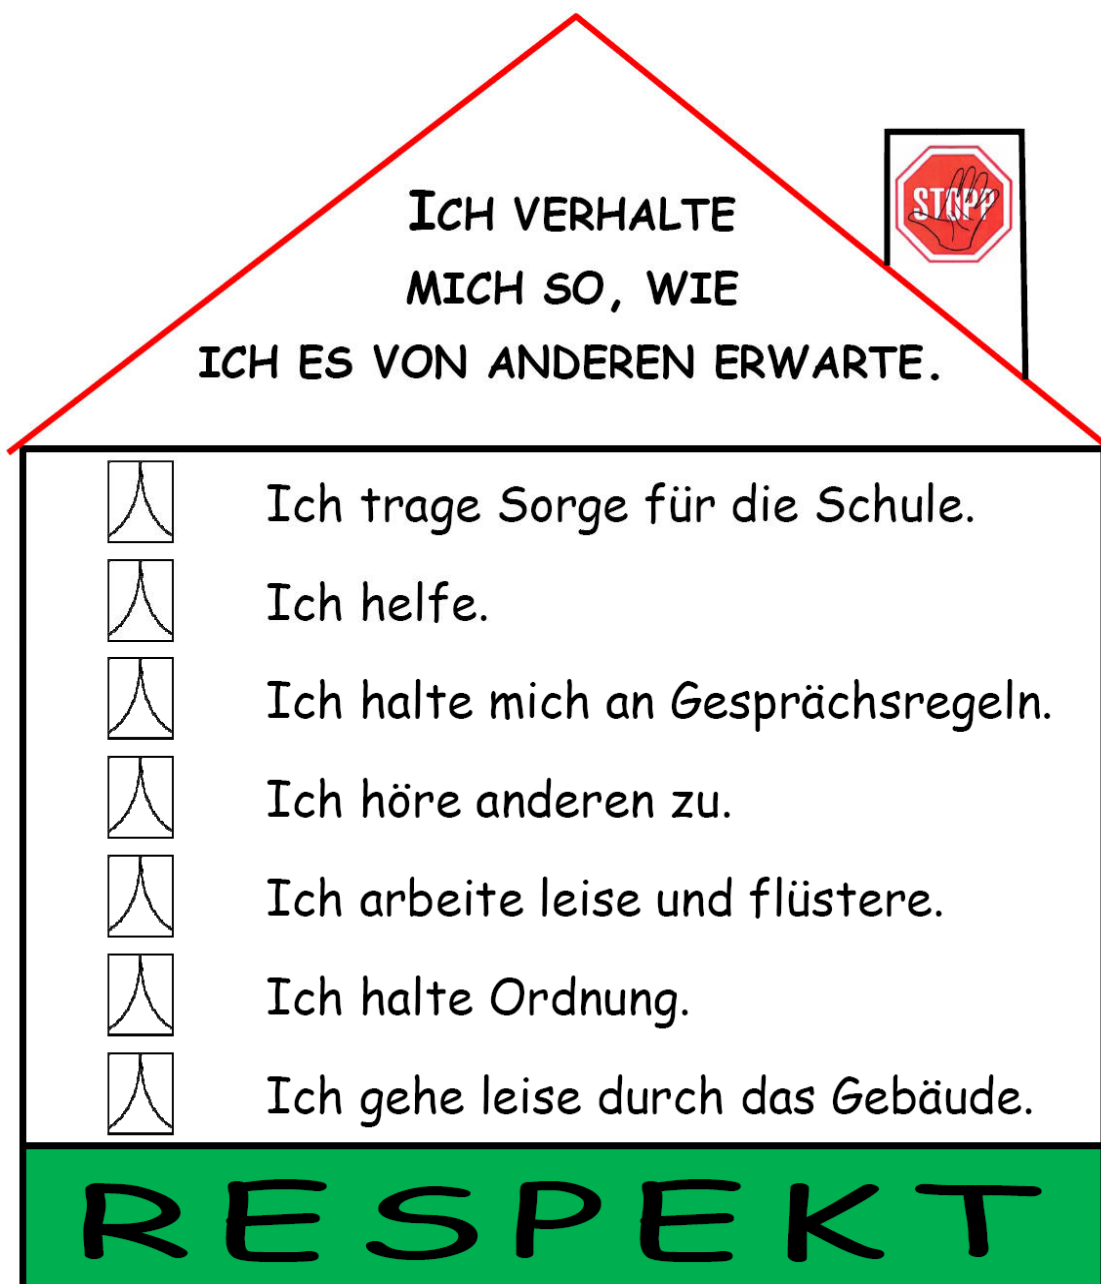 ICH VERHALTE
STOPP
MICH SO, WIE
ICH ES VON ANDEREN ERWARTE.
Ich trage Sorge für die Schule.
Ich helfe.
Ich halte mich an Gesprächsregeln.
Ich höre anderen zu.
Ich arbeite leise und flüstere.
Ich halte Ordnung.
Ich gehe leise durch das Gebäude.
RESPEKT